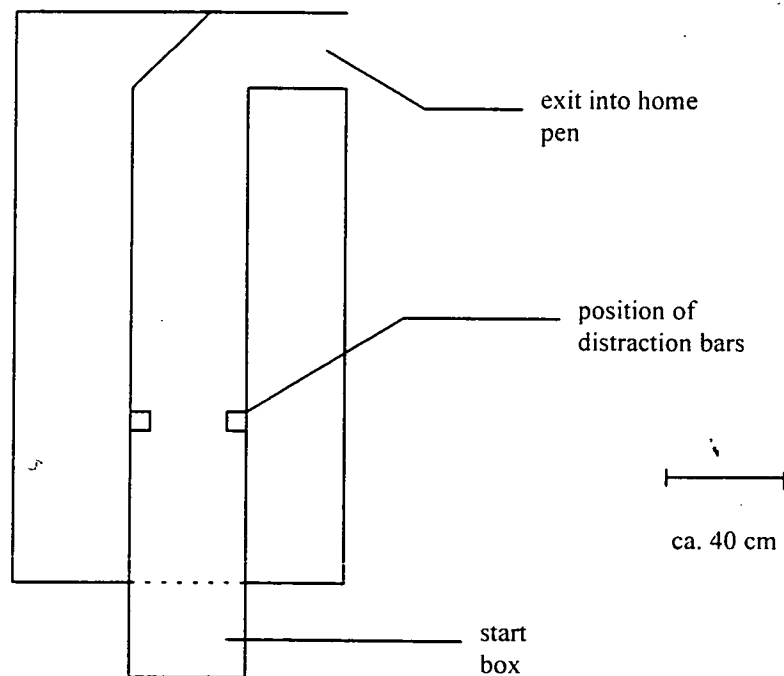 exit into home
pen
position of
distraction bars
ca. 40 cm
start
box